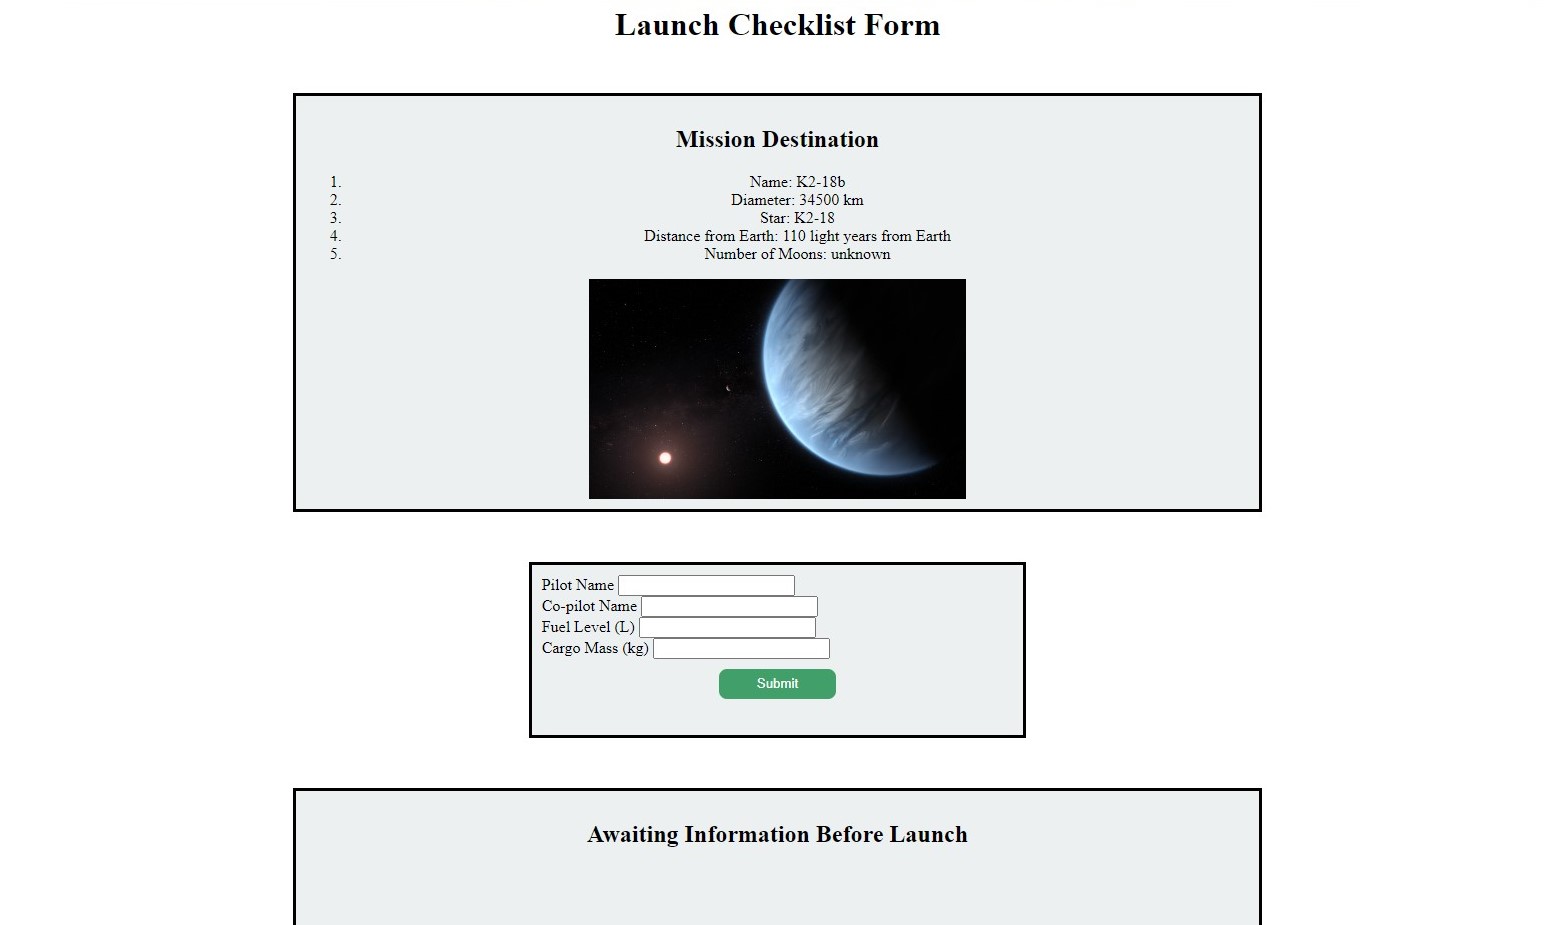 Launch Checklist Form
Mission Destination
1. Name: K2-18b
2. Diameter: 34500 km
3. Star: K2-18
4. Distance from Earth: 110 light years from Earth
5. Number of Moons: unknown
Pilot Name
Co-pilot Name
Fuel Level (L)
Cargo Mass (kg)
Submit
Awaiting Information Before Launch